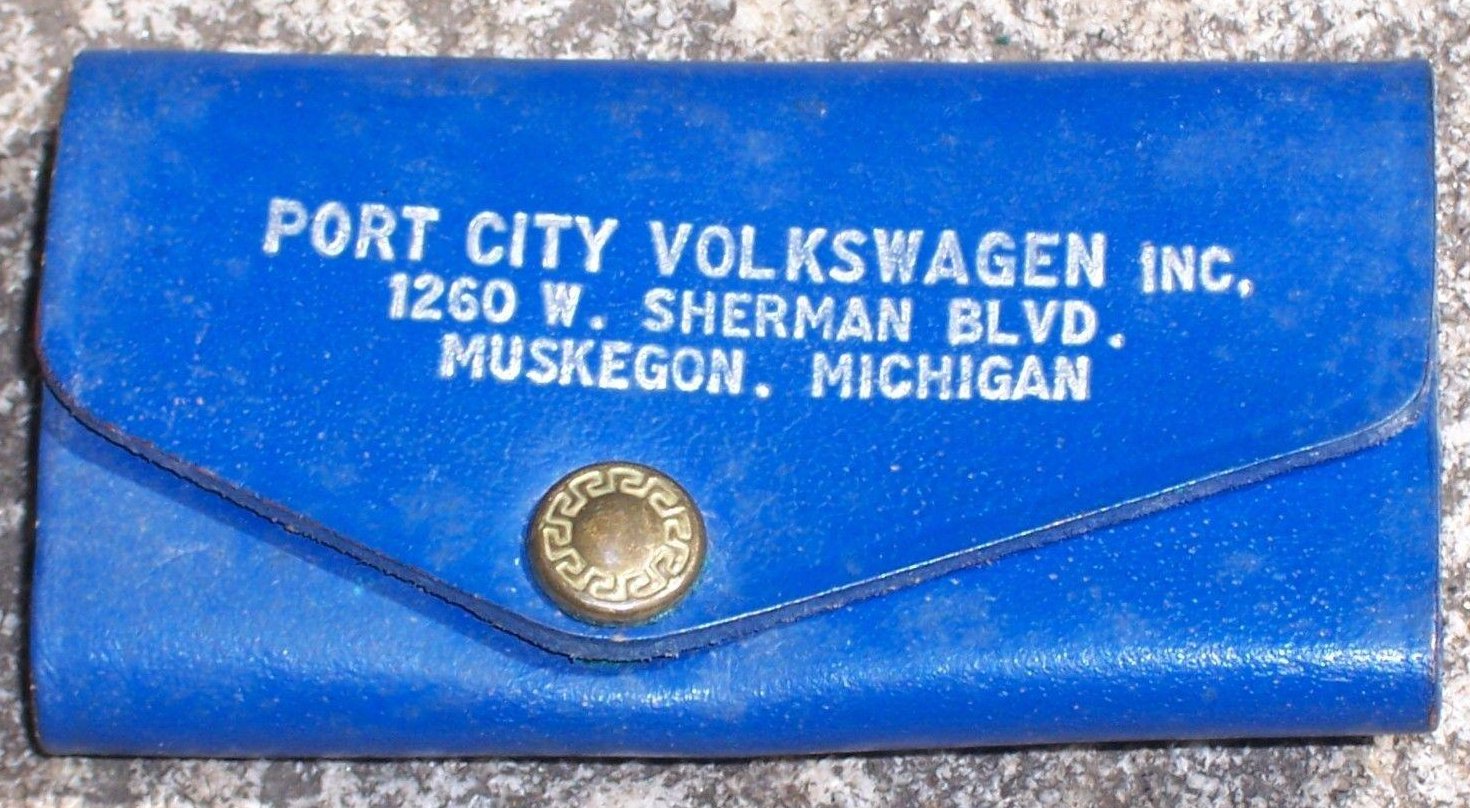 PORT CITY VOLKSWAGEN INC,
1260 W. SHERMAN BLVD.
MUSKEGON. MICHIGAN